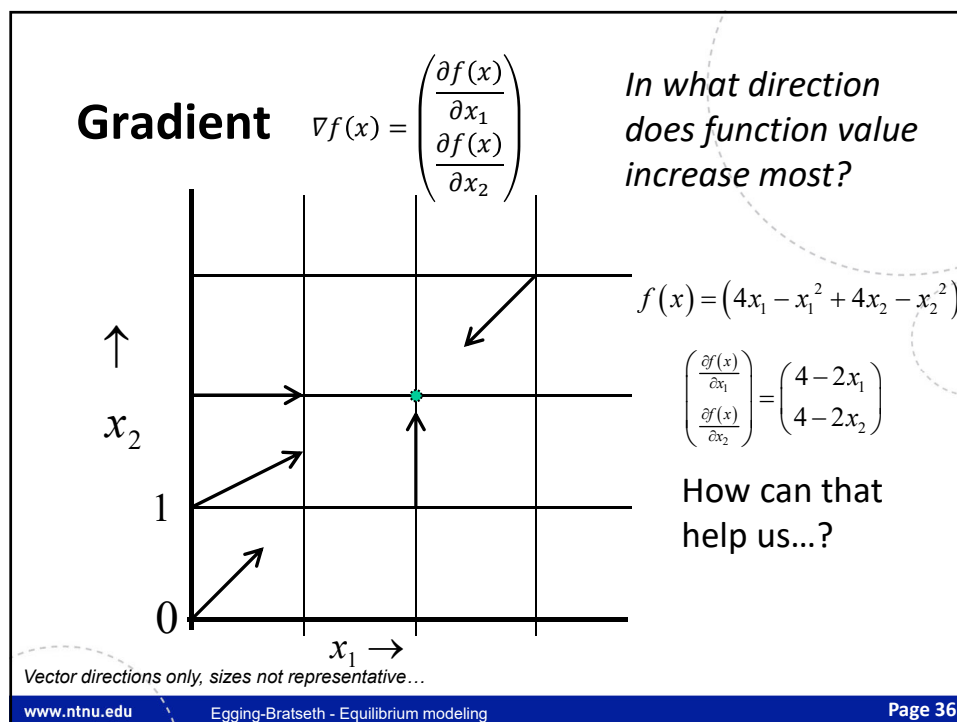 Gradient
∇f(x) = (∂f(x)/∂x₁
∂f(x)/∂x₂)
In what direction
does function value
increase most?
f(x) = (4x₁ − x₁² + 4x₂ − x₂²)
(∂f(x)/∂x₁
∂f(x)/∂x₂) = (4 − 2x₁
4 − 2x₂)
How can that
help us…?
↑
x₂
1
0
x₁ →
Vector directions only, sizes not representative…
www.ntnu.edu
Egging-Bratseth - Equilibrium modeling
Page 36